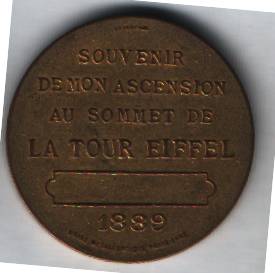 SOUVENIR
DE MON ASCENSION
AU SOMMET DE
LA TOUR EIFFEL
1889